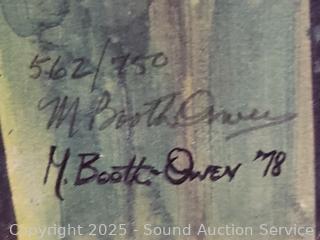 562/750
M Booth Owen
M. Booth-Owen '78
Copyright 2025 - Sound Auction Service